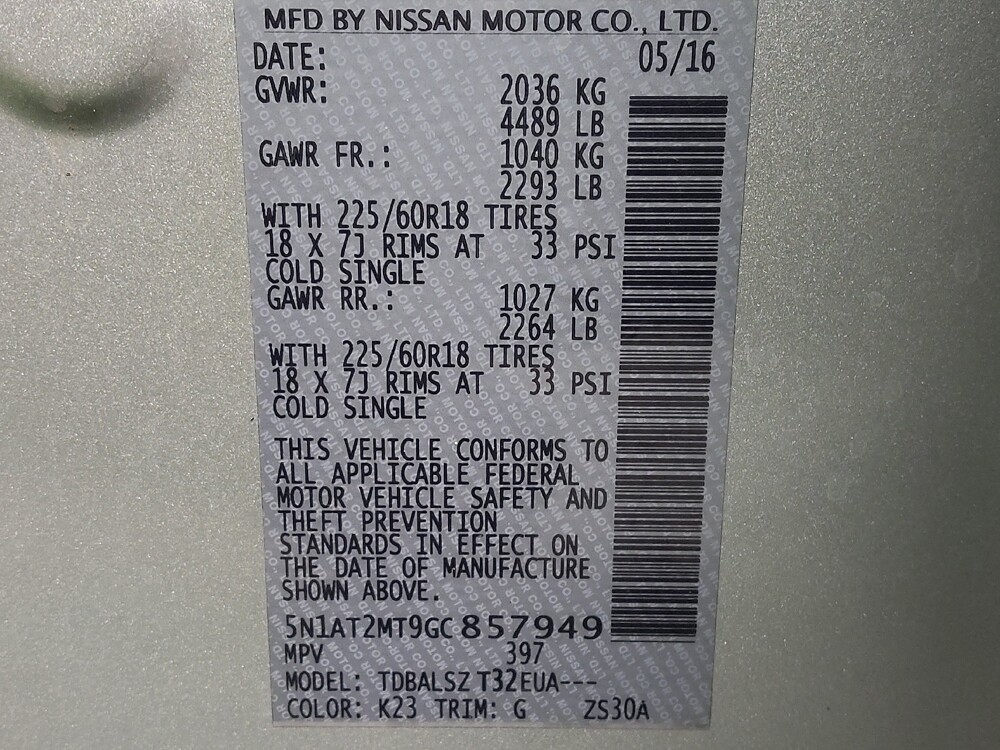 MFD BY NISSAN MOTOR CO., LTD.
DATE: 05/16
GVWR: 2036 KG
4489 LB
GAWR FR.: 1040 KG
2293 LB
WITH 225/60R18 TIRES
18 X 7J RIMS AT 33 PSI
COLD SINGLE
GAWR RR.: 1027 KG
2264 LB
WITH 225/60R18 TIRES
18 X 7J RIMS AT 33 PSI
COLD SINGLE
THIS VEHICLE CONFORMS TO
ALL APPLICABLE FEDERAL
MOTOR VEHICLE SAFETY AND
THEFT PREVENTION
STANDARDS IN EFFECT ON
THE DATE OF MANUFACTURE
SHOWN ABOVE.
5N1AT2MT9GC857949
MPV 397
MODEL: TDBALSZ T32EUA---
COLOR: K23 TRIM: G ZS30A